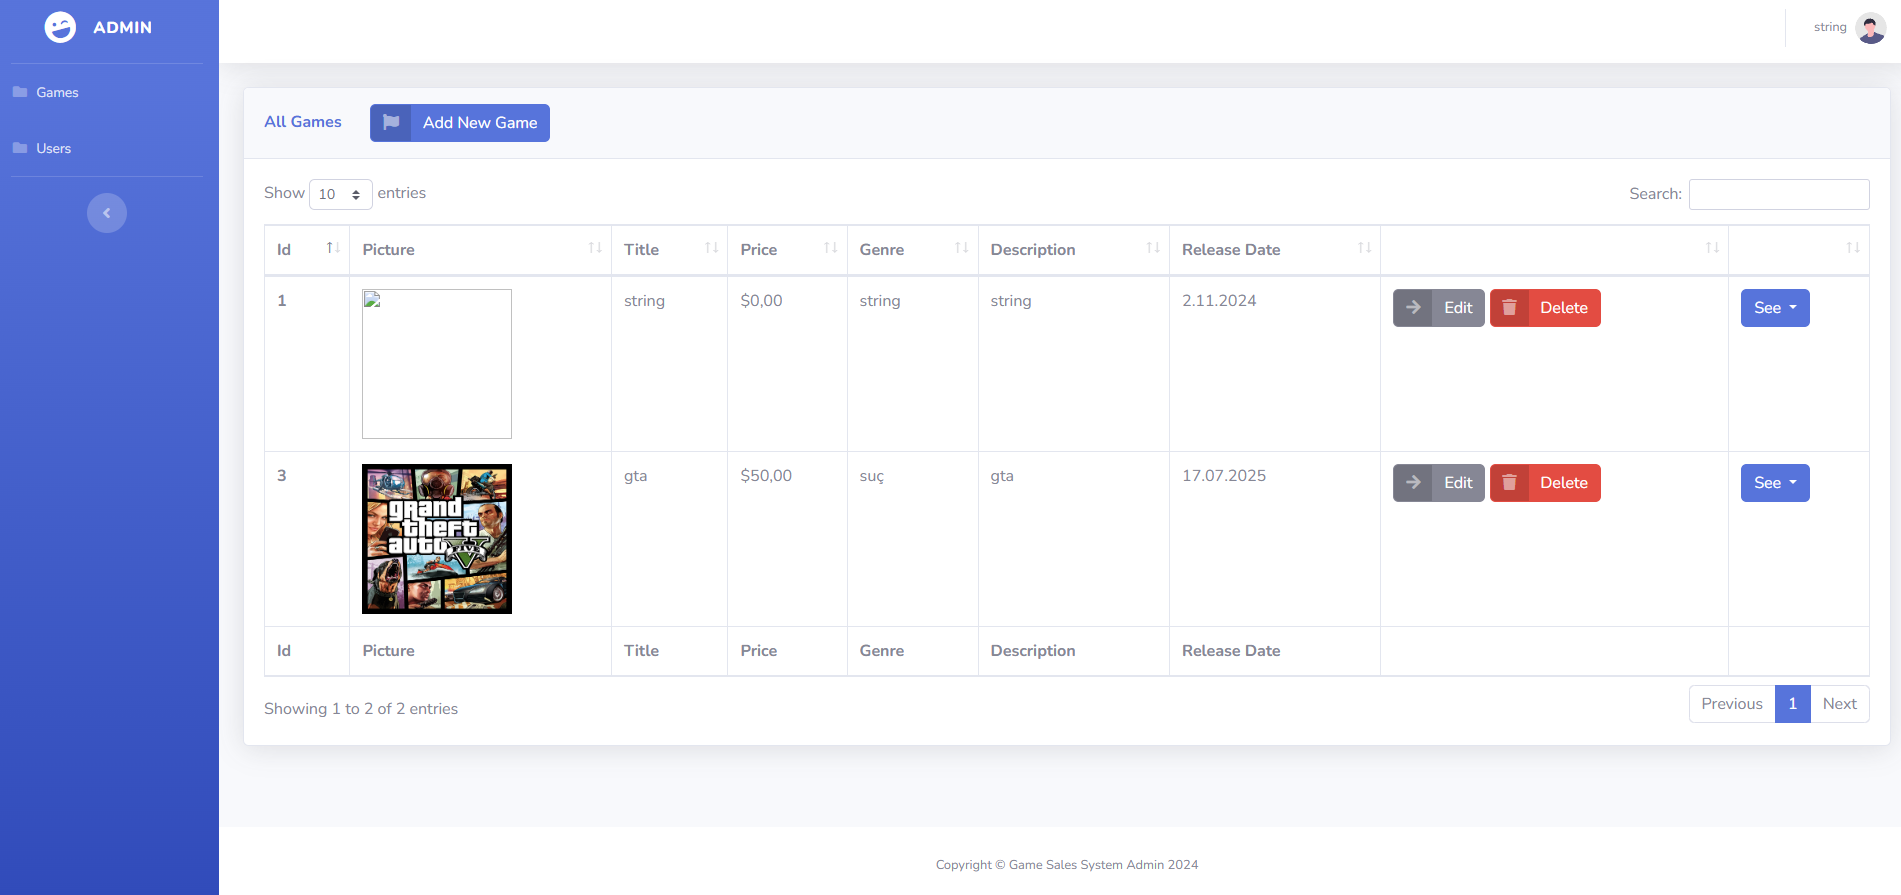 ADMIN
string
Games
Users
All Games
Add New Game
Show 10 entries
Search:
Id Picture Title Price Genre Description Release Date
1 string $0,00 string string 2.11.2024 Edit Delete See
3 gta $50,00 suç gta 17.07.2025 Edit Delete See
grand
theft
auto
FIVE
Id Picture Title Price Genre Description Release Date
Showing 1 to 2 of 2 entries
Previous 1 Next
Copyright © Game Sales System Admin 2024